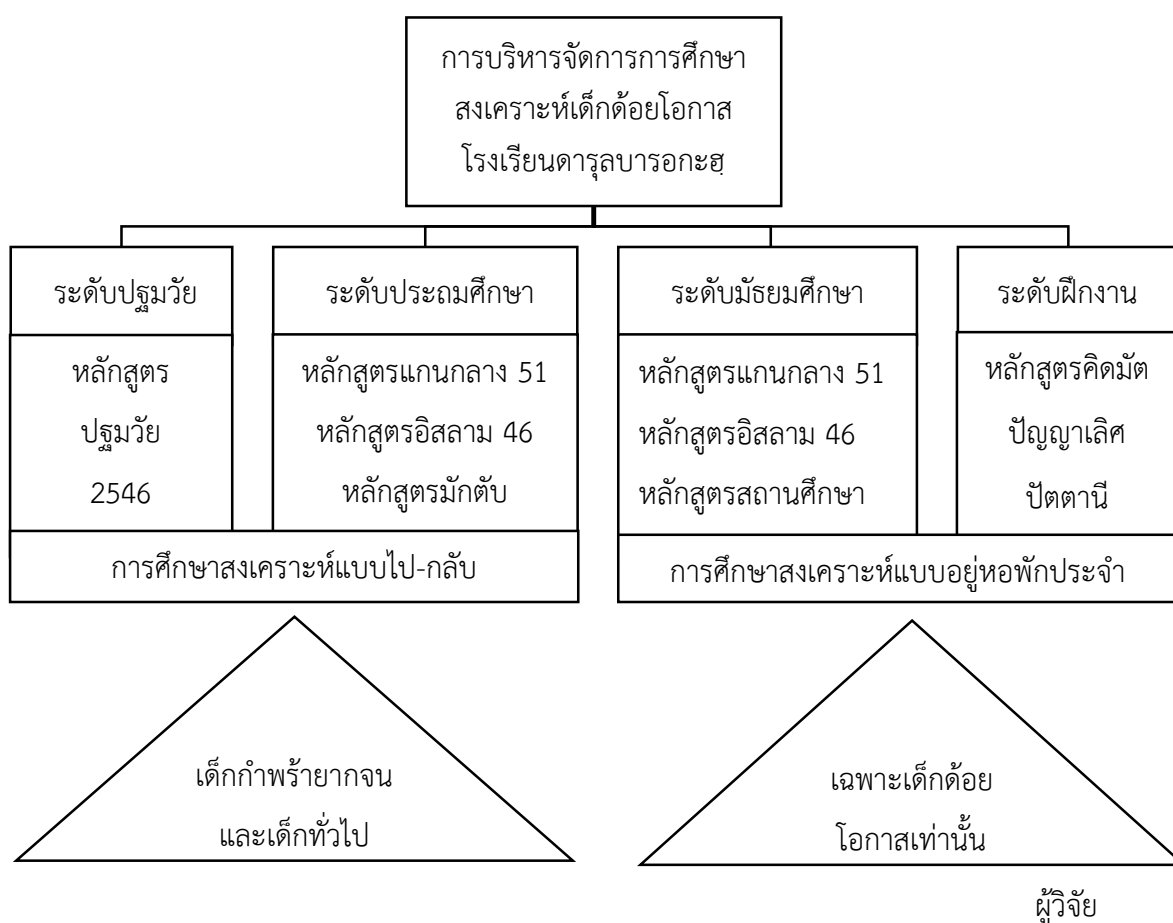 การบริหารจัดการการศึกษา
สงเคราะห์เด็กด้อยโอกาส
โรงเรียนดารุลบารอกะฮฺ
ระดับปฐมวัย
หลักสูตร
ปฐมวัย
2546
ระดับประถมศึกษา
หลักสูตรแกนกลาง 51
หลักสูตรอิสลาม 46
หลักสูตรมักตับ
ระดับมัธยมศึกษา
หลักสูตรแกนกลาง 51
หลักสูตรอิสลาม 46
หลักสูตรสถานศึกษา
ระดับฝึกงาน
หลักสูตรคิดมัต
ปัญญาเลิศ
ปัตตานี
การศึกษาสงเคราะห์แบบไป-กลับ
การศึกษาสงเคราะห์แบบอยู่หอพักประจำ
เด็กกำพร้ายากจน
และเด็กทั่วไป
เฉพาะเด็กด้อย
โอกาสเท่านั้น
ผู้วิจัย